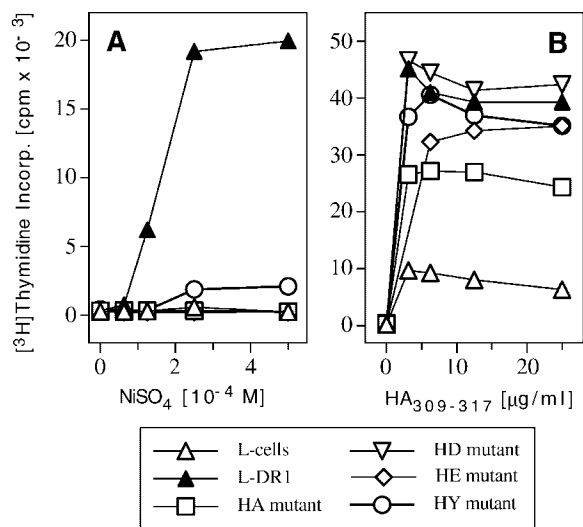 A
B
[³H]Thymidine Incorp. [cpm x 10⁻³]
20
15
10
5
0
50
40
30
20
10
0
0 2 4
0 10 20
NiSO₄ [10⁻⁴ M]
HA₃₀₉₋₃₁₇ [µg/ml]
L-cells
L-DR1
HA mutant
HD mutant
HE mutant
HY mutant